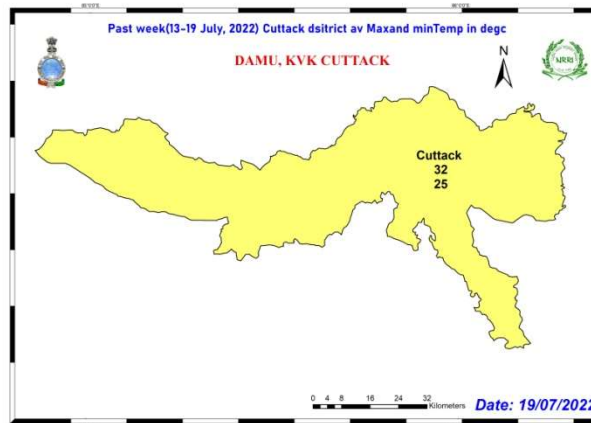 Past week(13-19 July, 2022) Cuttack dsitrict av Maxand minTemp in degc
DAMU, KVK CUTTACK
N
NRRI
Cuttack
32
25
0 4 8 16 24 32
Kilometers
Date: 19/07/2022